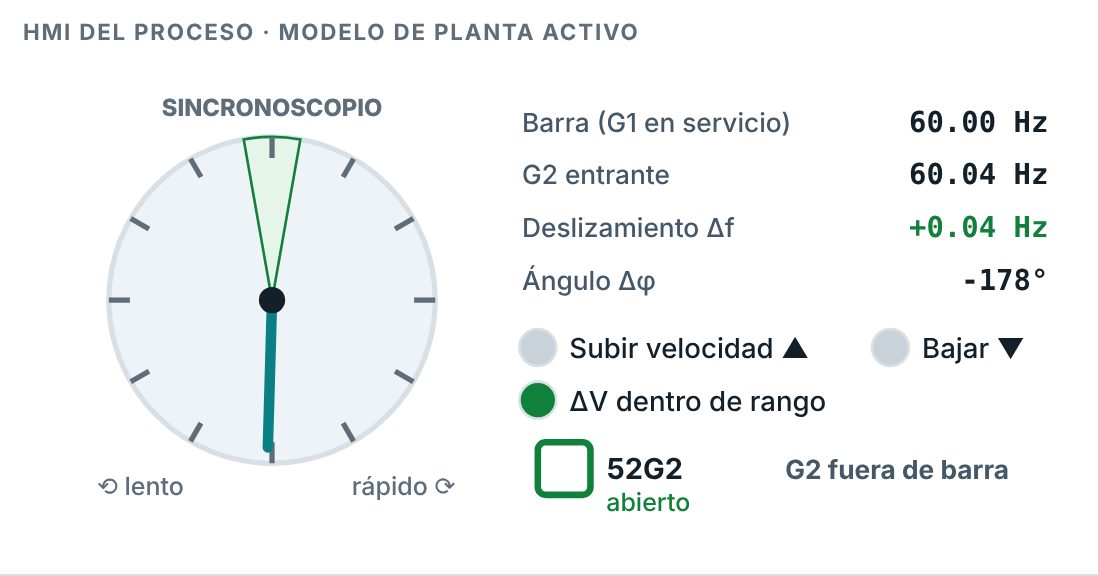 HMI DEL PROCESO · MODELO DE PLANTA ACTIVO
SINCRONOSCOPIO
⟲ lento
rápido ⟳
Barra (G1 en servicio) 60.00 Hz
G2 entrante 60.04 Hz
Deslizamiento Δf +0.04 Hz
Ángulo Δφ -178°
Subir velocidad ▲ Bajar ▼
ΔV dentro de rango
52G2 G2 fuera de barra
abierto